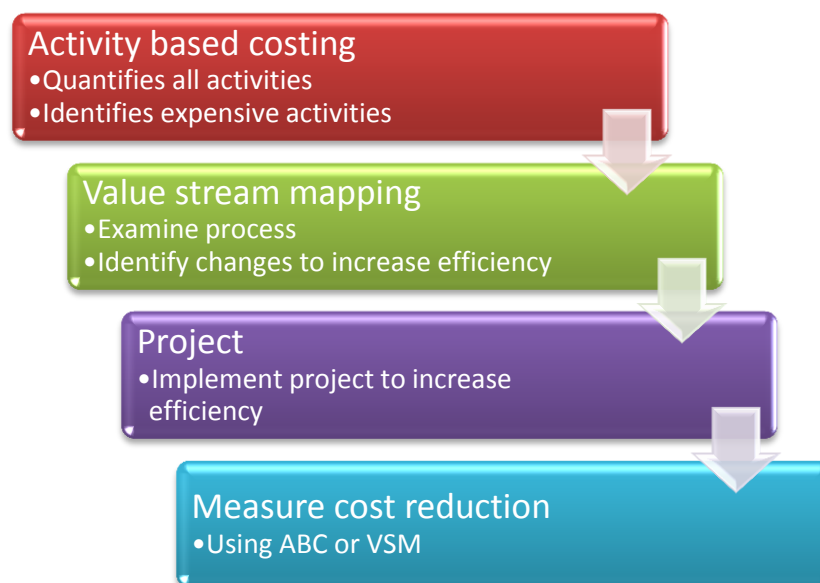 Activity based costing
•Quantifies all activities
•Identifies expensive activities
Value stream mapping
•Examine process
•Identify changes to increase efficiency
Project
•Implement project to increase
efficiency
Measure cost reduction
•Using ABC or VSM